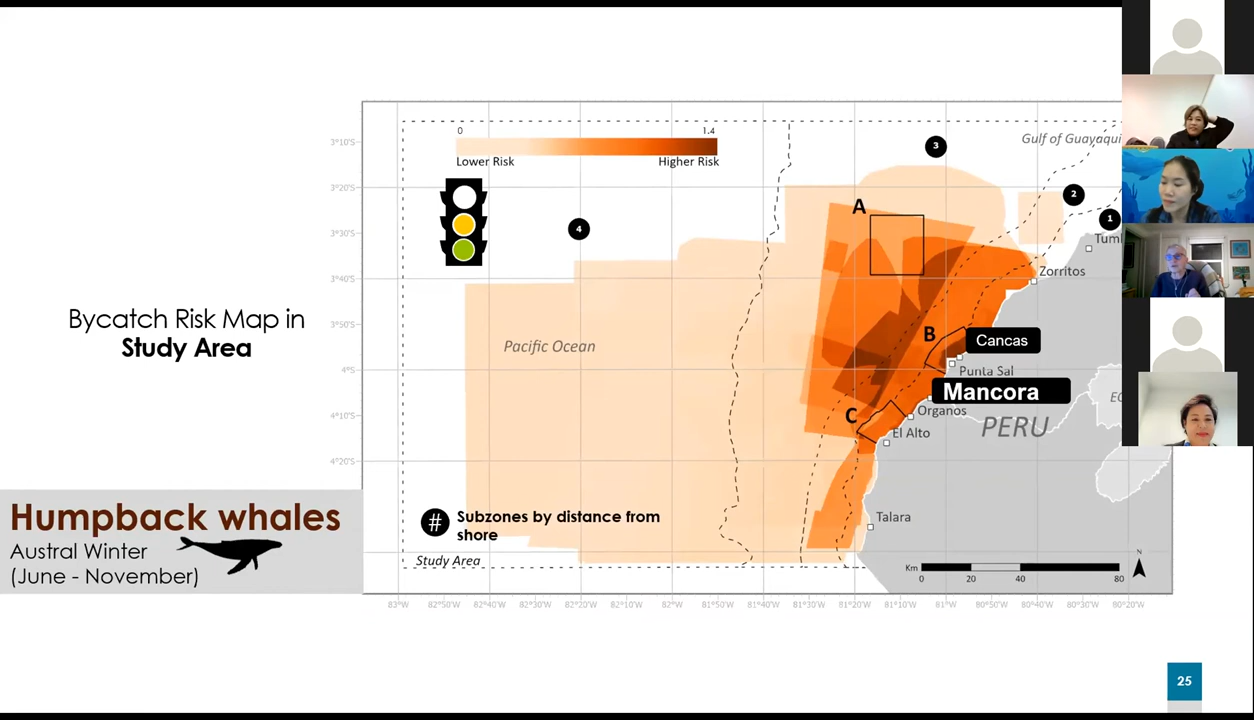 Bycatch Risk Map in
Study Area
Humpback whales
Austral Winter
(June - November)
0
1.4
Lower Risk
Higher Risk
3
Gulf of Guayaqui
2
1
4
A
Tum
Zorritos
B
Cancas
Pacific Ocean
Punta Sal
Mancora
EC
C
Organos
PERU
El Alto
# Subzones by distance from
shore
Talara
Study Area
N
Km
0
20
40
80
3°10'S
3°20'S
3°30'S
3°40'S
3°50'S
4°S
4°10'S
4°20'S
83°W
82°50'W
82°40'W
82°30'W
82°20'W
82°10'W
82°W
81°50'W
81°40'W
81°30'W
81°20'W
81°10'W
81°W
80°50'W
80°40'W
80°30'W
80°20'W
25